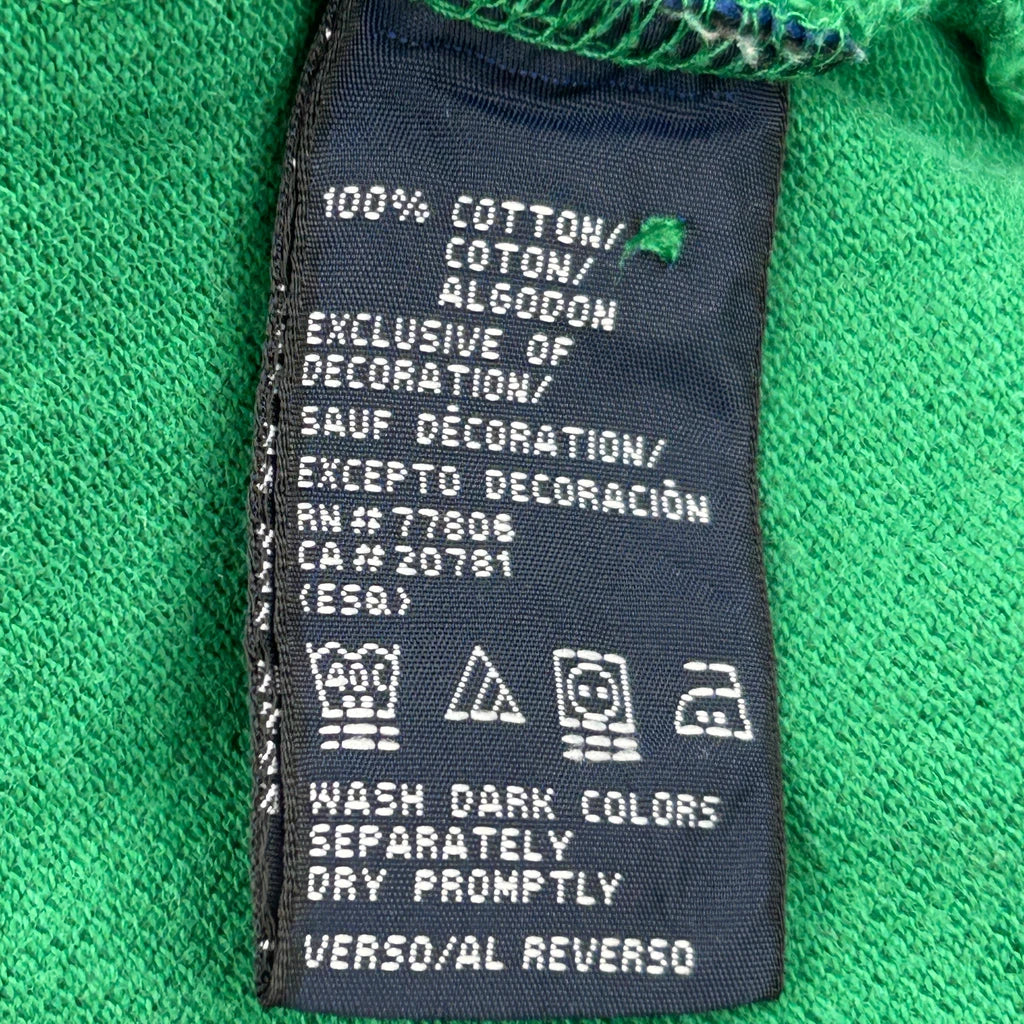 100% COTTON/
COTON/
ALGODON
EXCLUSIVE OF
DECORATION/
SAUF DÉCORATION/
EXCEPTO DECORACIÓN
RN# 77806
CA# 20781
(ESQ)
40C
WASH DARK COLORS
SEPARATELY
DRY PROMPTLY
VERSO/AL REVERSO